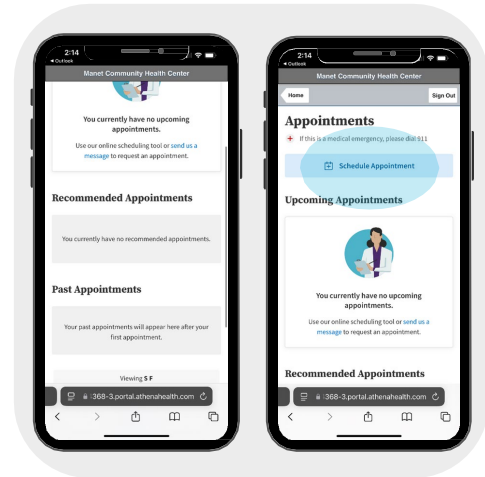 2:14
Outlook
Manet Community Health Center
You currently have no upcoming
appointments.
Use our online scheduling tool or send us a
message to request an appointment.
Recommended Appointments
You currently have no recommended appointments.
Past Appointments
Your past appointments will appear here after your
first appointment.
Viewing S F
:368-3.portal.athenahealth.com
2:14
Outlook
Manet Community Health Center
Home
Sign Out
Appointments
If this is a medical emergency, please dial 911
Schedule Appointment
Upcoming Appointments
You currently have no upcoming
appointments.
Use our online scheduling tool or send us a
message to request an appointment.
Recommended Appointments
:368-3.portal.athenahealth.com